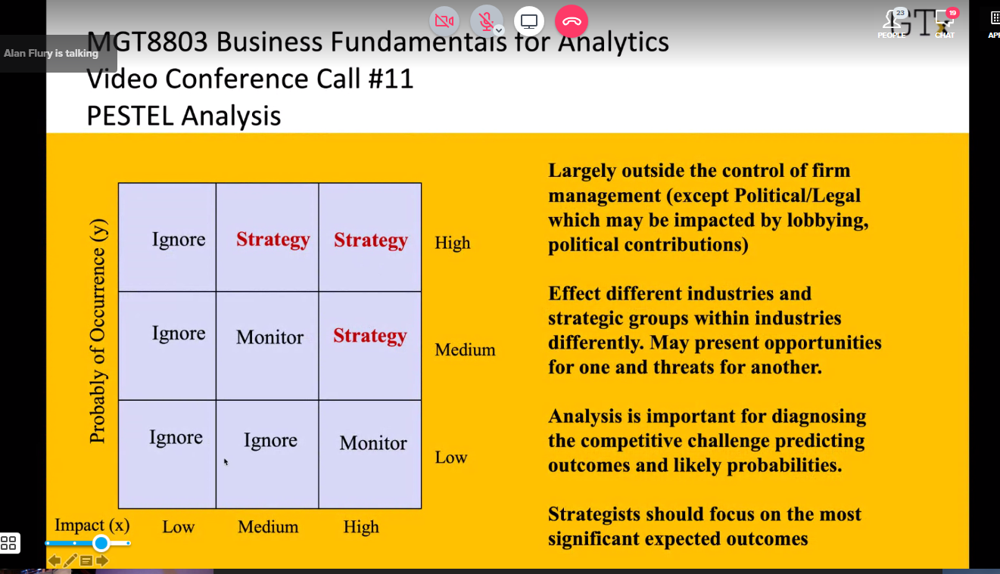 23
19
PEOPLE
CHAT
Alan Flury is talking
MGT8803 Business Fundamentals for Analytics
Video Conference Call #11
PESTEL Analysis
Largely outside the control of firm
management (except Political/Legal
which may be impacted by lobbying,
political contributions)
Effect different industries and
strategic groups within industries
differently. May present opportunities
for one and threats for another.
Analysis is important for diagnosing
the competitive challenge predicting
outcomes and likely probabilities.
Strategists should focus on the most
significant expected outcomes
Probably of Occurrence (y)
Ignore Strategy Strategy High
Ignore Monitor Strategy Medium
Ignore Ignore Monitor Low
Impact (x) Low Medium High